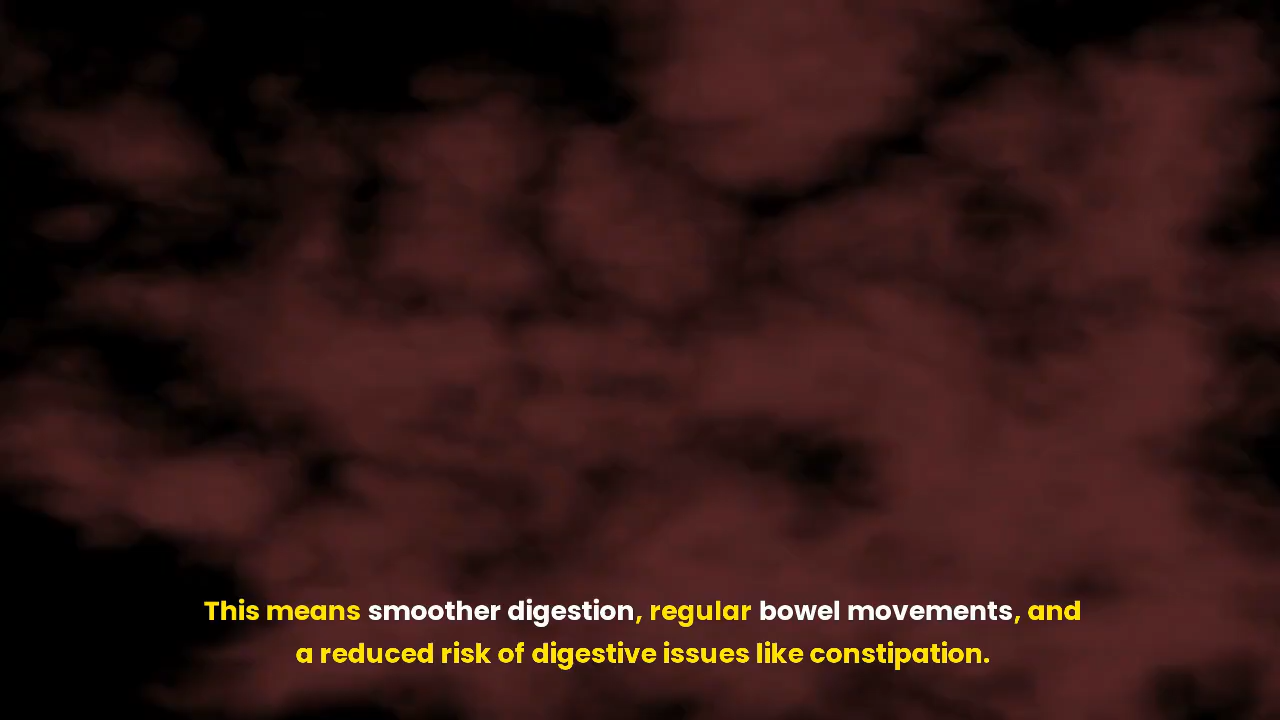 This means smoother digestion, regular bowel movements, and
a reduced risk of digestive issues like constipation.